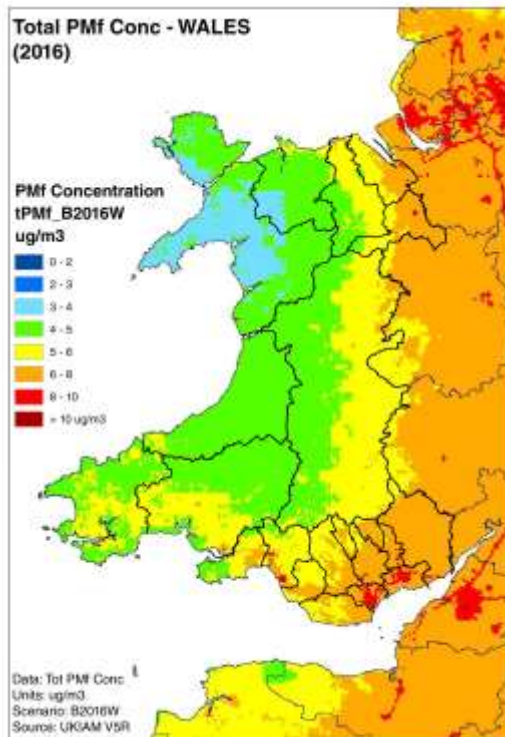 Total PMf Conc - WALES
(2016)
PMf Concentration
tPMf_B2016W
ug/m3
0 - 2
2 - 3
3 - 4
4 - 5
5 - 6
6 - 8
8 - 10
> 10 ug/m3
Data: Tot PMf Conc
Units: ug/m3
Scenario: B2016W
Source: UKIAM V5R